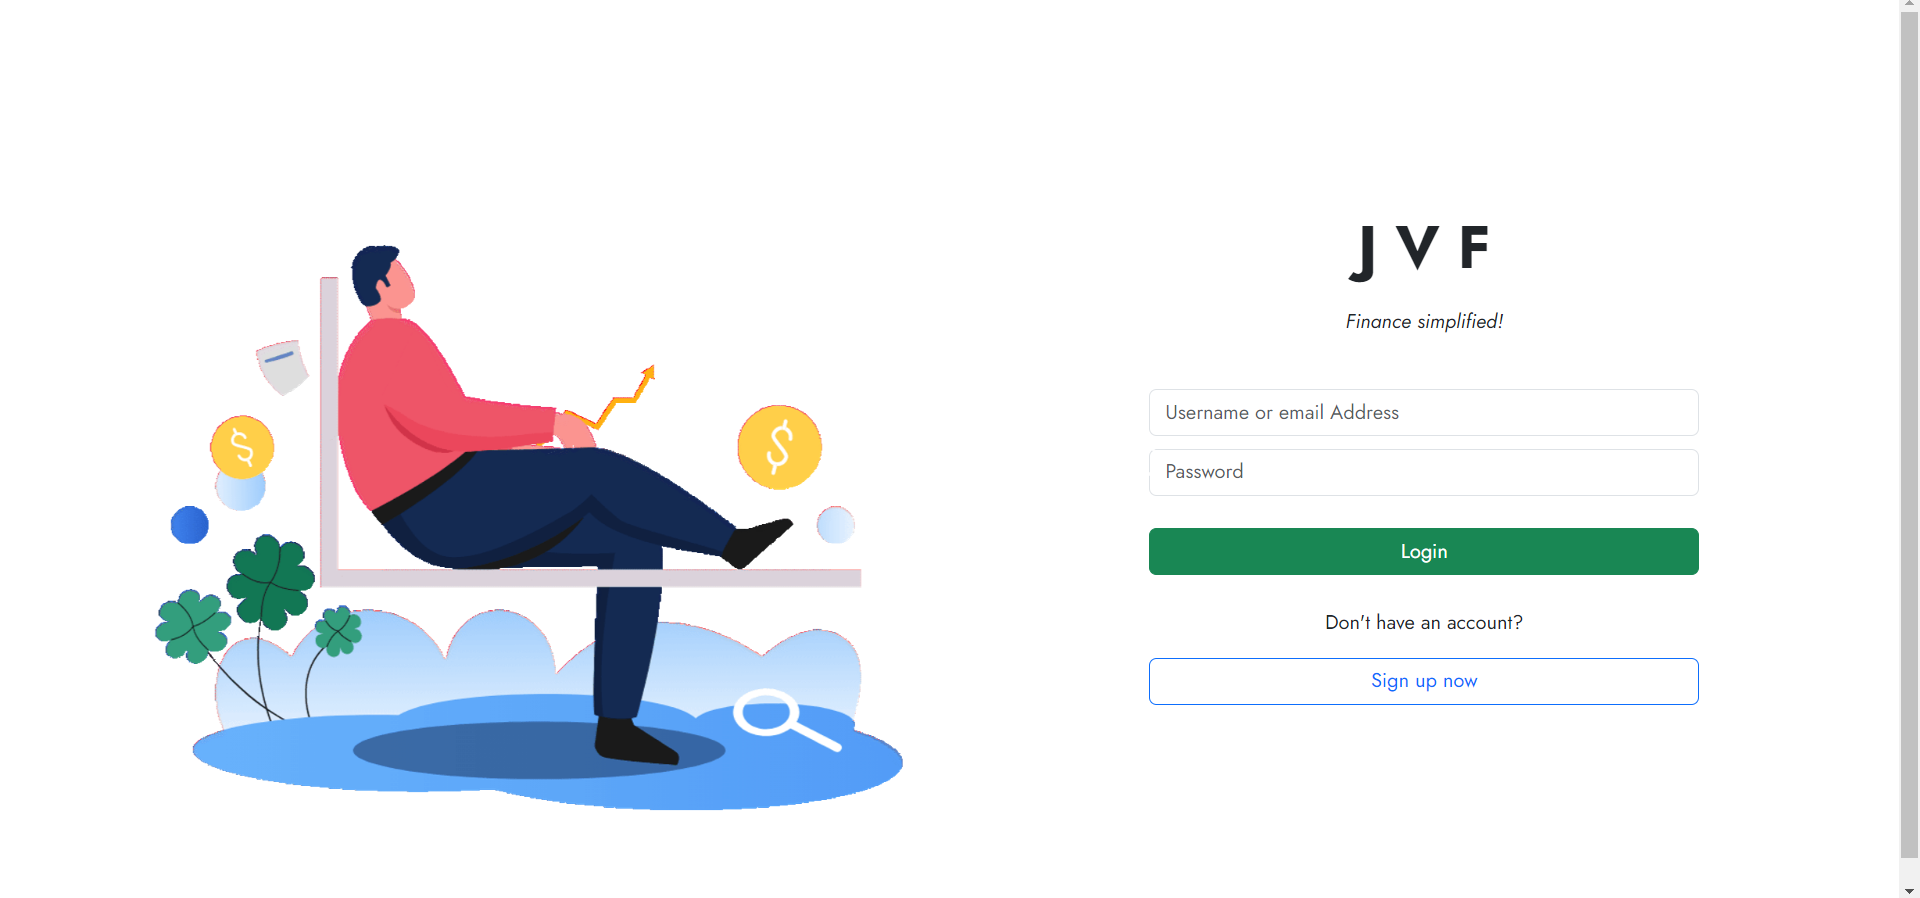 J V F
Finance simplified!
Username or email Address
Password
Login
Don't have an account?
Sign up now
$
$